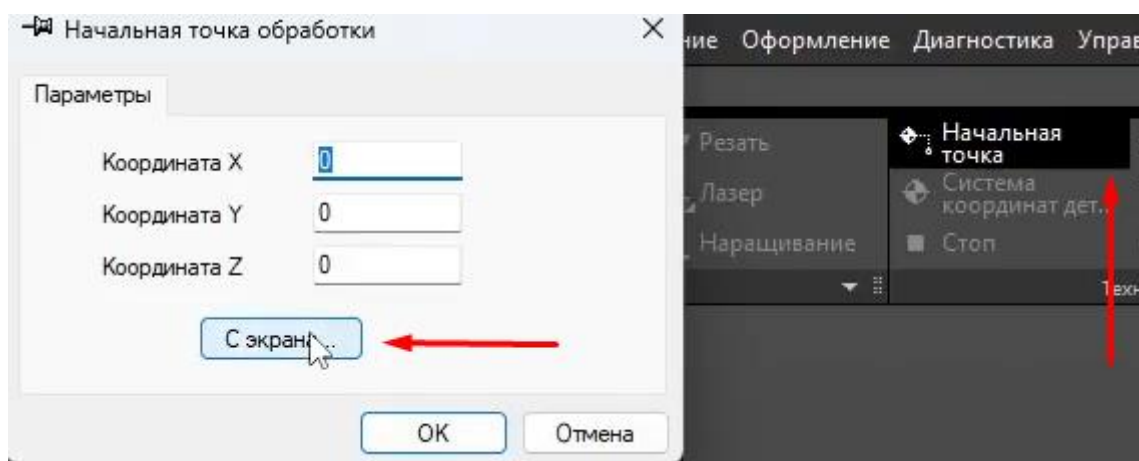 Начальная точка обработки
Параметры
Координата X 0
Координата Y 0
Координата Z 0
С экрана...
OK Отмена
ние Оформление Диагностика Управ
Резать
Лазер
Наращивание
Начальная
точка
Система
координат дет..
Стоп
Техн